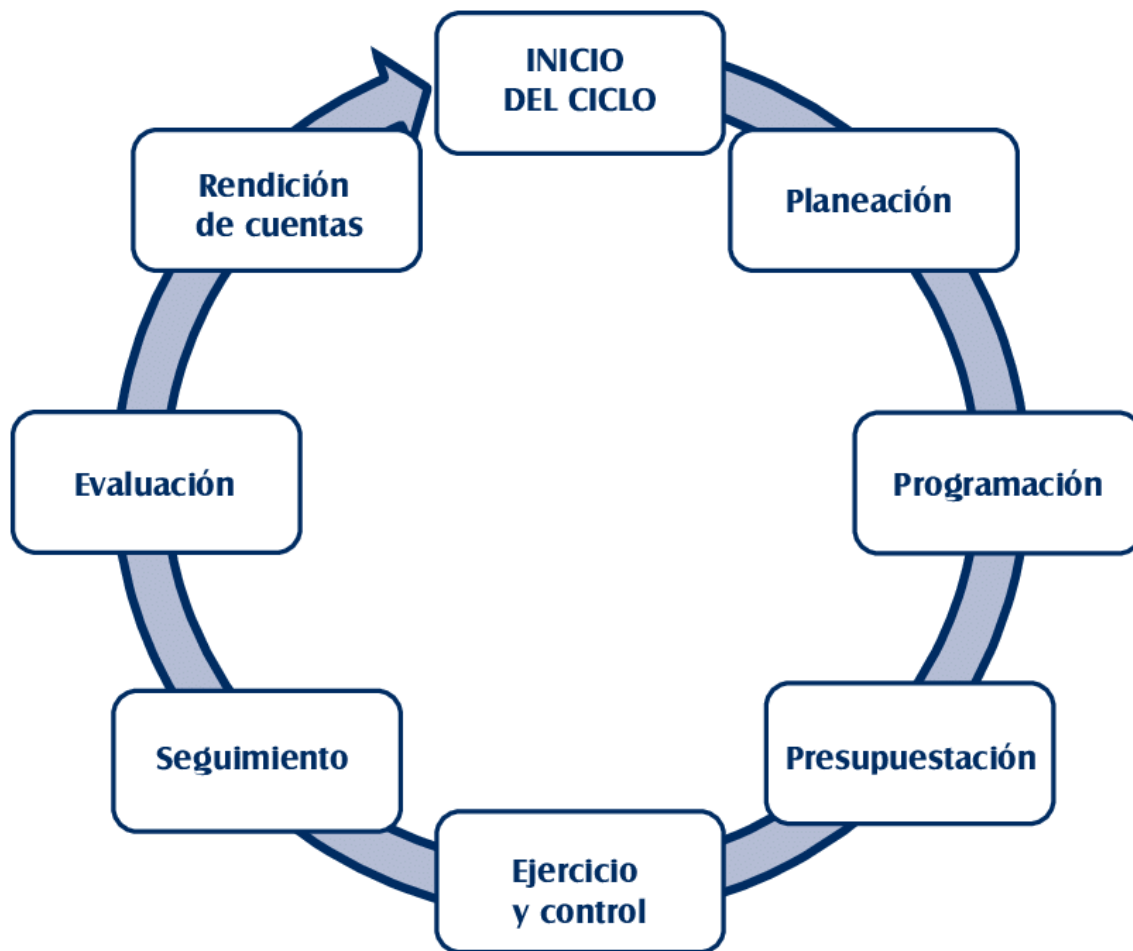 INICIO
DEL CICLO
Planeación
Programación
Presupuestación
Ejercicio
y control
Seguimiento
Evaluación
Rendición
de cuentas